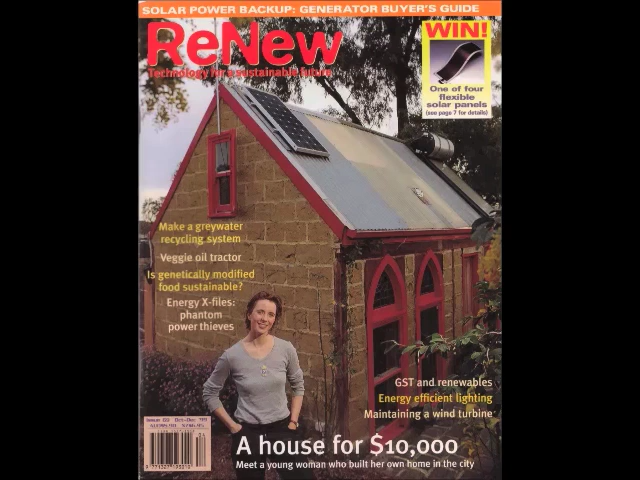 SOLAR POWER BACKUP: GENERATOR BUYER'S GUIDE
ReNew
Technology for a sustainable future
WIN!
One of four
flexible
solar panels
(see page 7 for details)
Make a greywater
recycling system
Veggie oil tractor
Is genetically modified
food sustainable?
Energy X-files:
phantom
power thieves
GST and renewables
Energy efficient lighting
Maintaining a wind turbine
A house for $10,000
Meet a young woman who built her own home in the city